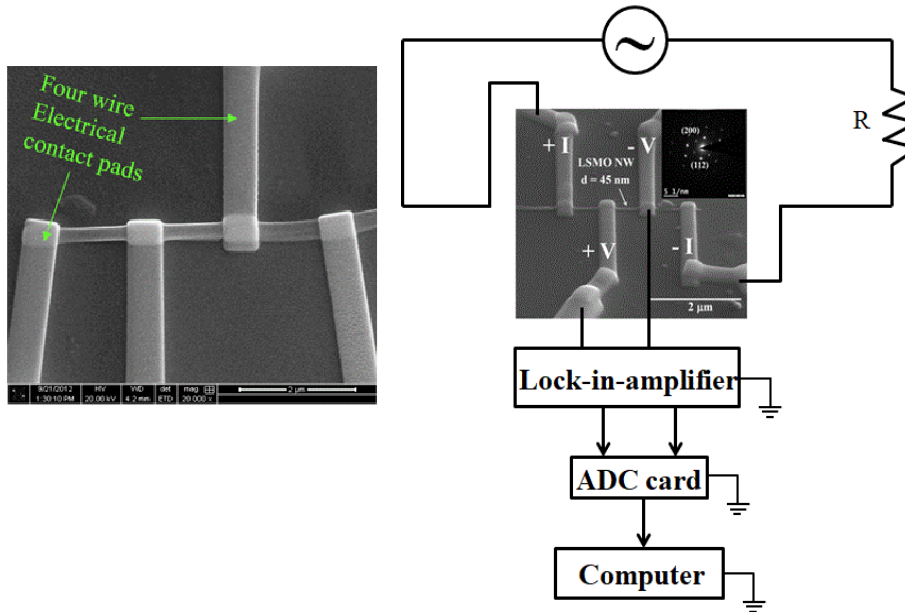 Four wire
Electrical
contact pads
9/21/2012 HV WD det mag
1:30:10 PM 20.00 kV 4.2 mm ETD 20 000 x
2 μm
~
R
+ I
- V
LSMO NW
d = 45 nm
(200)
(112)
5 1/nm
+ V
- I
2 μm
Lock-in-amplifier
ADC card
Computer